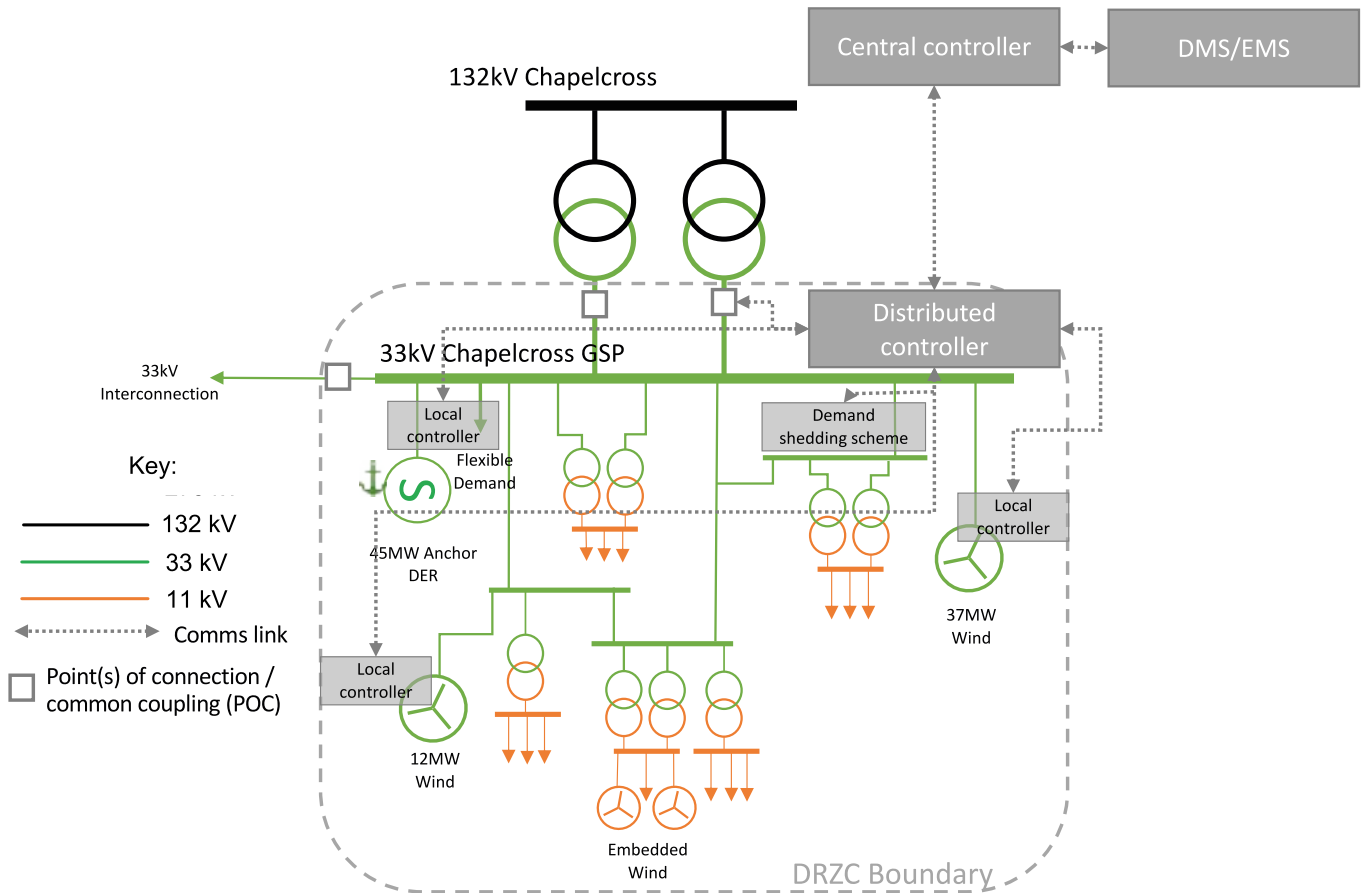 Central controller
DMS/EMS
132kV Chapelcross
Distributed
controller
33kV Chapelcross GSP
33kV
Interconnection
Local
controller
Flexible
Demand
Demand
shedding scheme
Local
controller
Key:
132 kV
33 kV
11 kV
Comms link
Point(s) of connection /
common coupling (POC)
45MW Anchor
DER
37MW
Wind
Local
controller
12MW
Wind
Embedded
Wind
DRZC Boundary